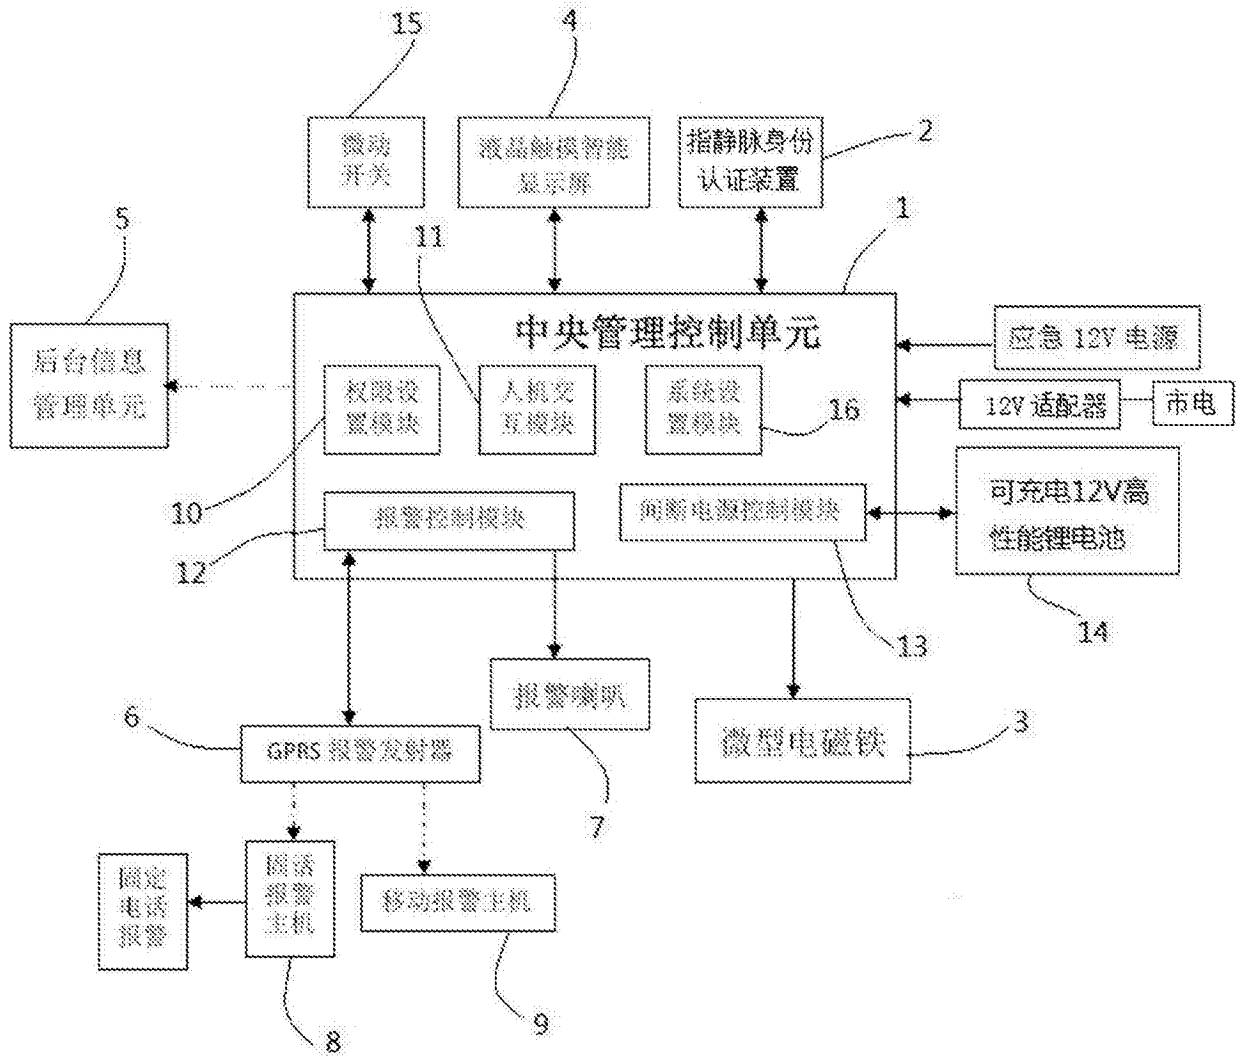 15
4
2
微动
开关
液晶触摸智能
显示屏
指静脉身份
认证装置
5
11
1
后台信息
管理单元
中央管理控制单元
应急 12V 电源
12V 适配器
市电
权限设
置模块
人机交
互模块
系统设
置模块
16
10
报警控制模块
间断电源控制模块
可充电12V高
性能锂电池
12
13
14
报警喇叭
6
GPRS 报警发射器
微型电磁铁
3
7
固定
电话
报警
固话
报警
主机
移动报警主机
8
9